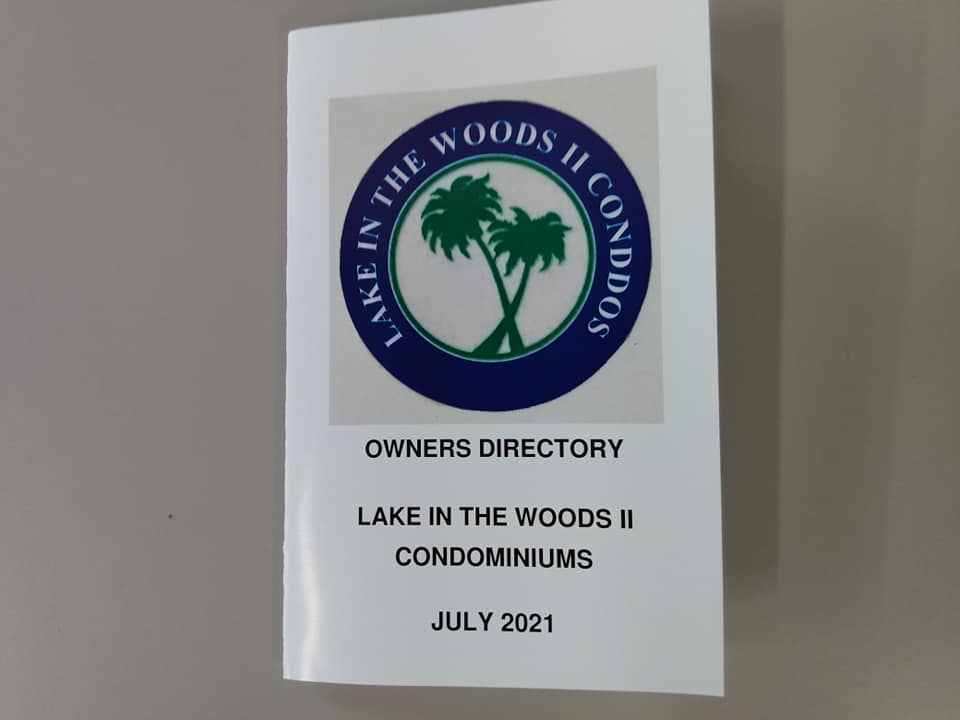 LAKE IN THE WOODS II CONDDOS
OWNERS DIRECTORY
LAKE IN THE WOODS II
CONDOMINIUMS
JULY 2021